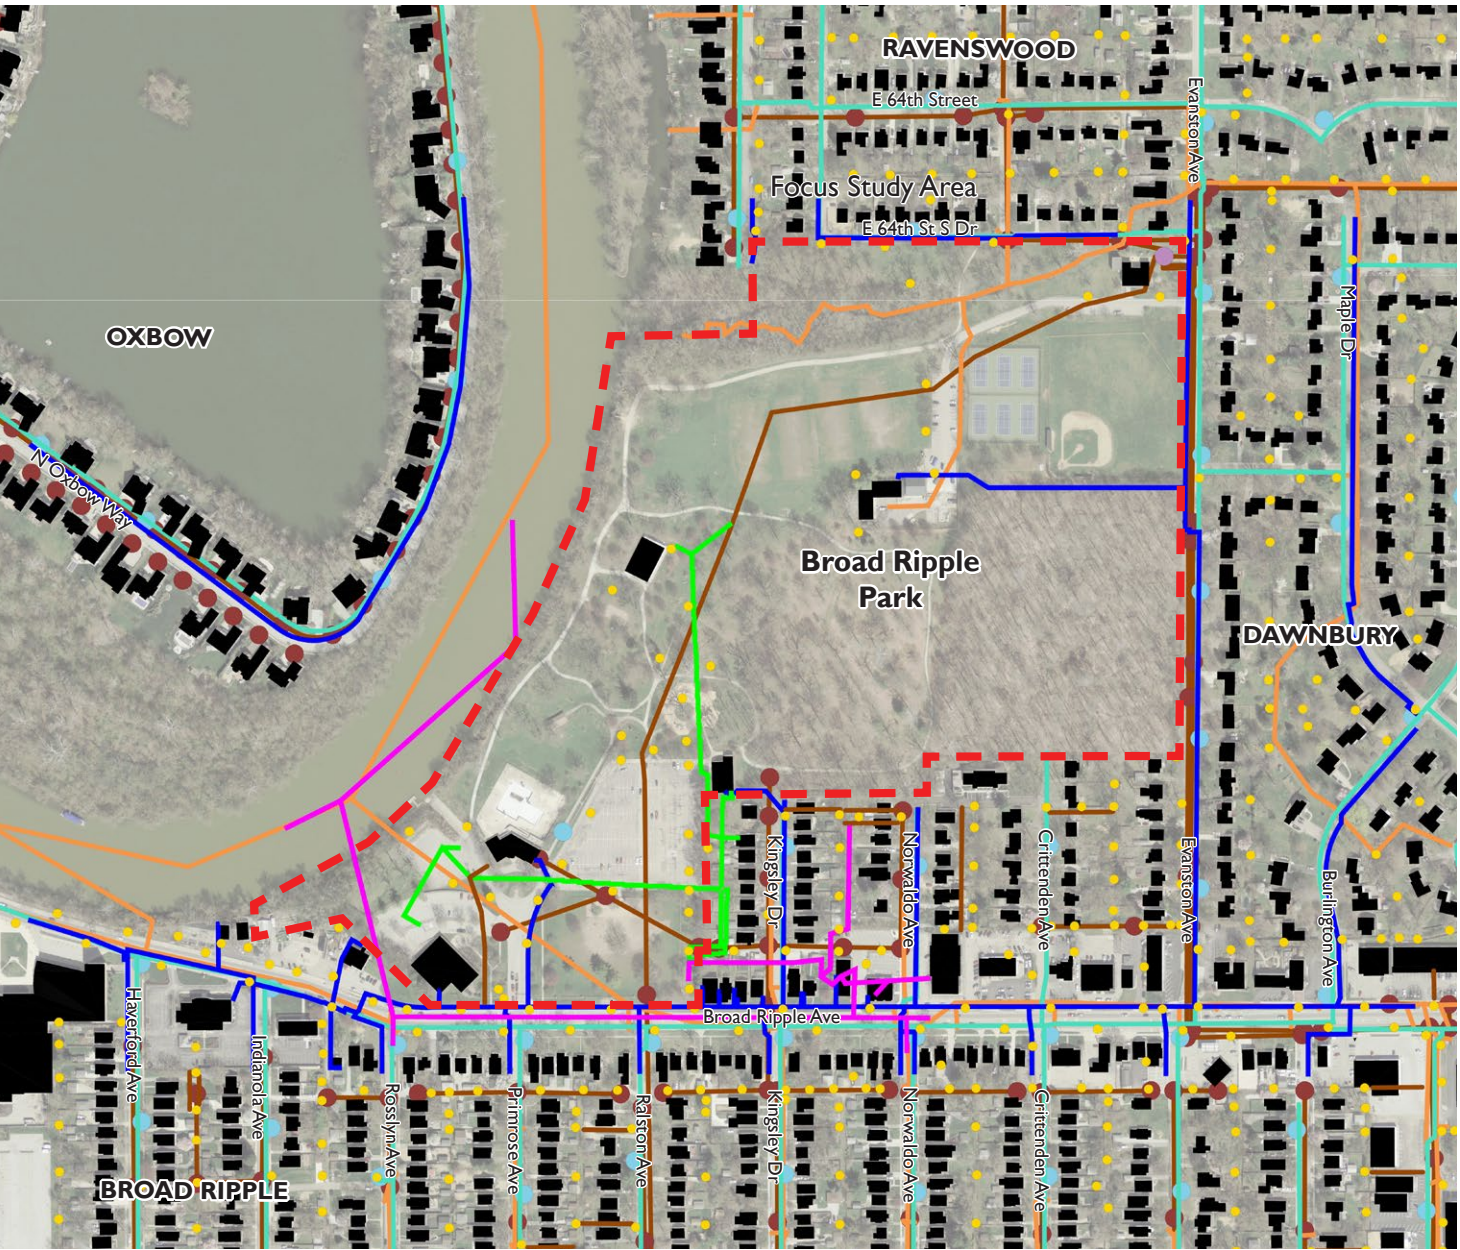 RAVENSWOOD
E 64th Street
Evanston Ave
Focus Study Area
E 64th St S Dr
Maple Dr
OXBOW
N Oxbow Way
Broad Ripple
Park
DAWNBURY
Kingsley Dr
Norwaldo Ave
Crittenden Ave
Evanston Ave
Burlington Ave
Broad Ripple Ave
Haverford Ave
Indianola Ave
Rosslyn Ave
Primrose Ave
Ralston Ave
Kingsley Dr
Norwaldo Ave
Crittenden Ave
BROAD RIPPLE